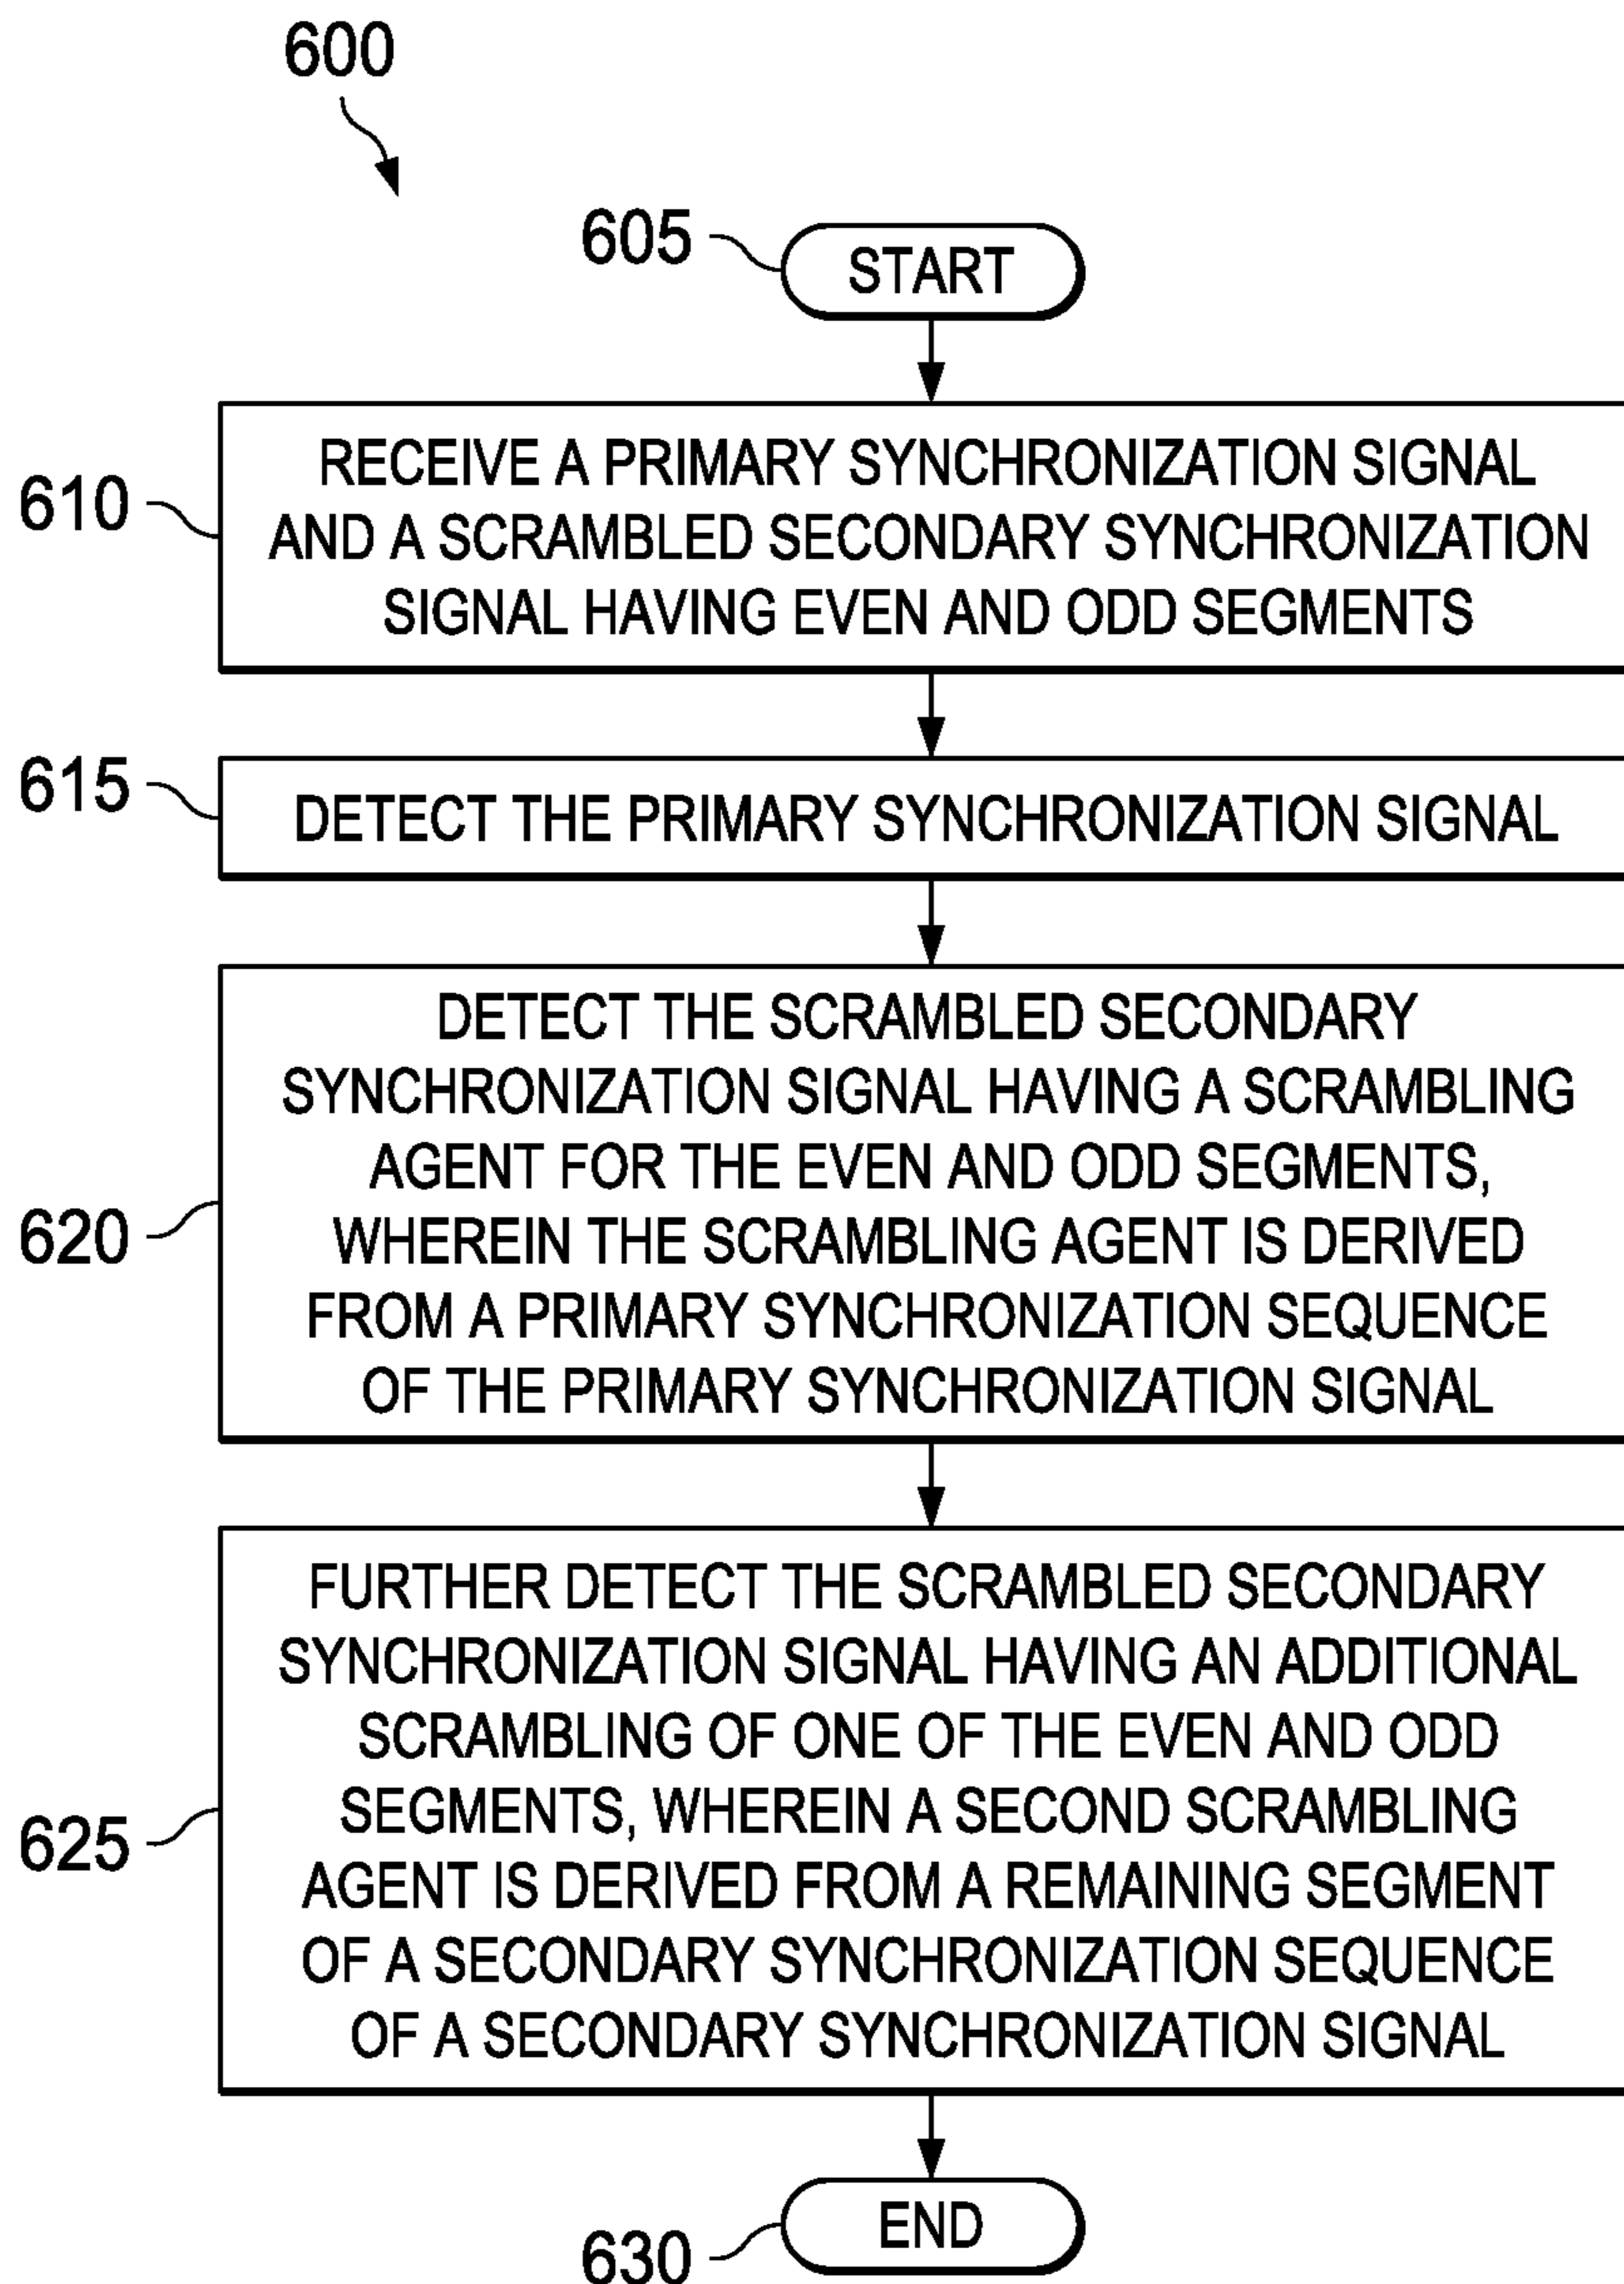 600
605
START
610
RECEIVE A PRIMARY SYNCHRONIZATION SIGNAL
AND A SCRAMBLED SECONDARY SYNCHRONIZATION
SIGNAL HAVING EVEN AND ODD SEGMENTS
615
DETECT THE PRIMARY SYNCHRONIZATION SIGNAL
620
DETECT THE SCRAMBLED SECONDARY
SYNCHRONIZATION SIGNAL HAVING A SCRAMBLING
AGENT FOR THE EVEN AND ODD SEGMENTS,
WHEREIN THE SCRAMBLING AGENT IS DERIVED
FROM A PRIMARY SYNCHRONIZATION SEQUENCE
OF THE PRIMARY SYNCHRONIZATION SIGNAL
625
FURTHER DETECT THE SCRAMBLED SECONDARY
SYNCHRONIZATION SIGNAL HAVING AN ADDITIONAL
SCRAMBLING OF ONE OF THE EVEN AND ODD
SEGMENTS, WHEREIN A SECOND SCRAMBLING
AGENT IS DERIVED FROM A REMAINING SEGMENT
OF A SECONDARY SYNCHRONIZATION SEQUENCE
OF A SECONDARY SYNCHRONIZATION SIGNAL
END
630